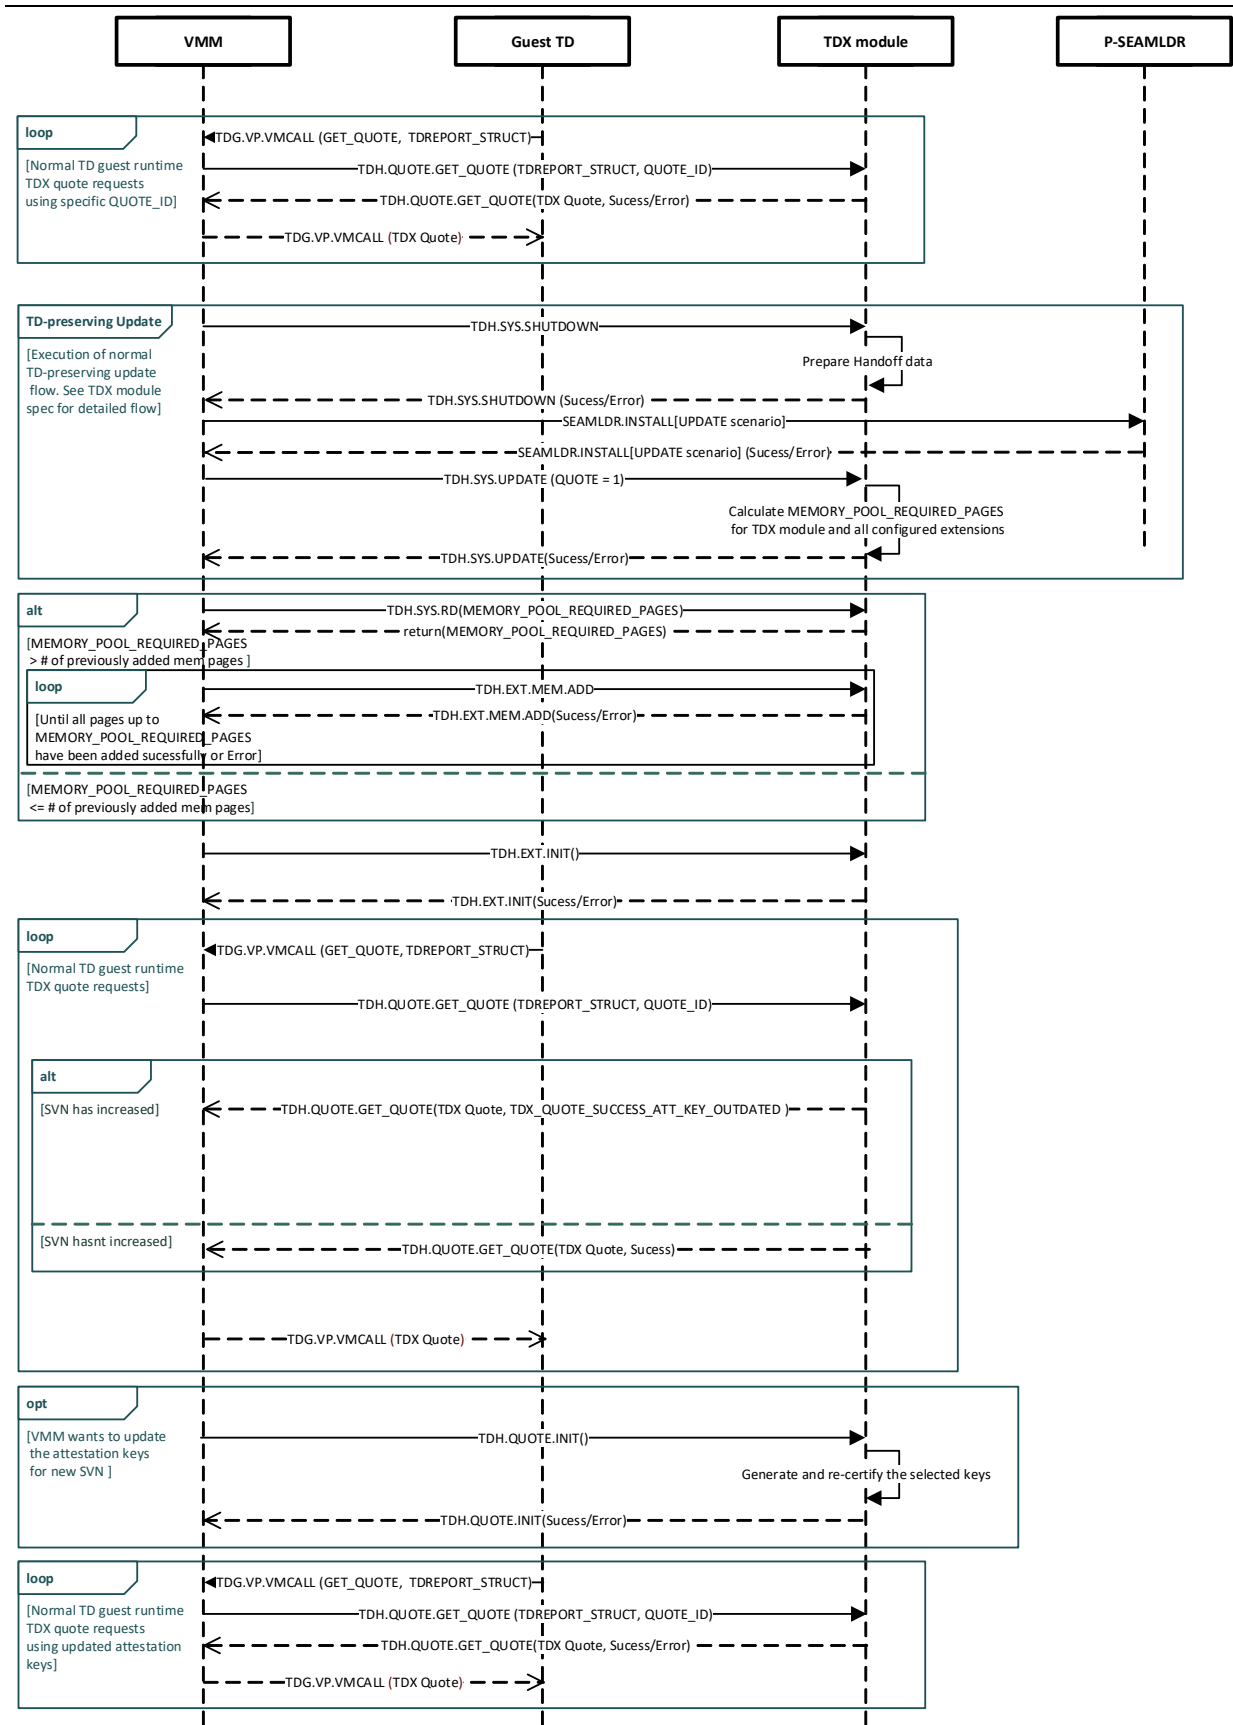 VMM
Guest TD
TDX module
P-SEAMLDR
loop
TDG.VP.VMCALL (GET_QUOTE, TDREPORT_STRUCT)
[Normal TD guest runtime
TDX quote requests
using specific QUOTE_ID]
TDH.QUOTE.GET_QUOTE (TDREPORT_STRUCT, QUOTE_ID)
TDH.QUOTE.GET_QUOTE(TDX Quote, Sucess/Error)
TDG.VP.VMCALL (TDX Quote)
TD-preserving Update
TDH.SYS.SHUTDOWN
[Execution of normal
TD-preserving update
flow. See TDX module
spec for detailed flow]
Prepare Handoff data
TDH.SYS.SHUTDOWN (Sucess/Error)
SEAMLDR.INSTALL[UPDATE scenario]
SEAMLDR.INSTALL[UPDATE scenario] (Sucess/Error)
TDH.SYS.UPDATE (QUOTE = 1)
Calculate MEMORY_POOL_REQUIRED_PAGES
for TDX module and all configured extensions
TDH.SYS.UPDATE(Sucess/Error)
alt
TDH.SYS.RD(MEMORY_POOL_REQUIRED_PAGES)
return(MEMORY_POOL_REQUIRED_PAGES)
[MEMORY_POOL_REQUIRED_PAGES
> # of previously added mem pages ]
loop
TDH.EXT.MEM.ADD
TDH.EXT.MEM.ADD(Sucess/Error)
[Until all pages up to
MEMORY_POOL_REQUIRED_PAGES
have been added sucessfully or Error]
[MEMORY_POOL_REQUIRED_PAGES
<= # of previously added mem pages]
TDH.EXT.INIT()
TDH.EXT.INIT(Sucess/Error)
loop
TDG.VP.VMCALL (GET_QUOTE, TDREPORT_STRUCT)
[Normal TD guest runtime
TDX quote requests]
TDH.QUOTE.GET_QUOTE (TDREPORT_STRUCT, QUOTE_ID)
alt
[SVN has increased]
TDH.QUOTE.GET_QUOTE(TDX Quote, TDX_QUOTE_SUCCESS_ATT_KEY_OUTDATED )
[SVN hasnt increased]
TDH.QUOTE.GET_QUOTE(TDX Quote, Sucess)
TDG.VP.VMCALL (TDX Quote)
opt
[VMM wants to update
the attestation keys
for new SVN ]
TDH.QUOTE.INIT()
Generate and re-certify the selected keys
TDH.QUOTE.INIT(Sucess/Error)
loop
TDG.VP.VMCALL (GET_QUOTE, TDREPORT_STRUCT)
[Normal TD guest runtime
TDX quote requests
using updated attestation
keys]
TDH.QUOTE.GET_QUOTE (TDREPORT_STRUCT, QUOTE_ID)
TDH.QUOTE.GET_QUOTE(TDX Quote, Sucess/Error)
TDG.VP.VMCALL (TDX Quote)